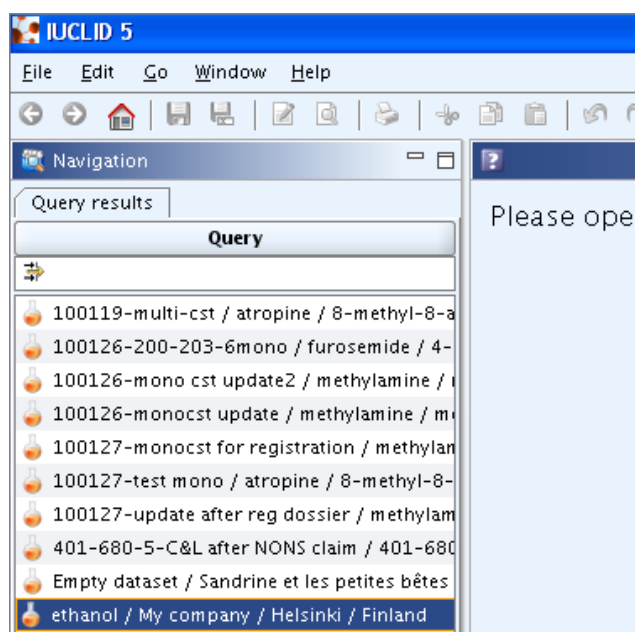 IUCLID 5
File Edit Go Window Help
Navigation
Query results
Query
Please ope
100119-multi-cst / atropine / 8-methyl-8-a
100126-200-203-6mono / furosemide / 4-
100126-mono cst update2 / methylamine /
100126-monocst update / methylamine /
100127-monocst for registration / methylam
100127-test mono / atropine / 8-methyl-8-
100127-update after reg dossier / methylam
401-680-5-C&L after NONS claim / 401-680
Empty dataset / Sandrine et les petites bêtes
ethanol / My company / Helsinki / Finland